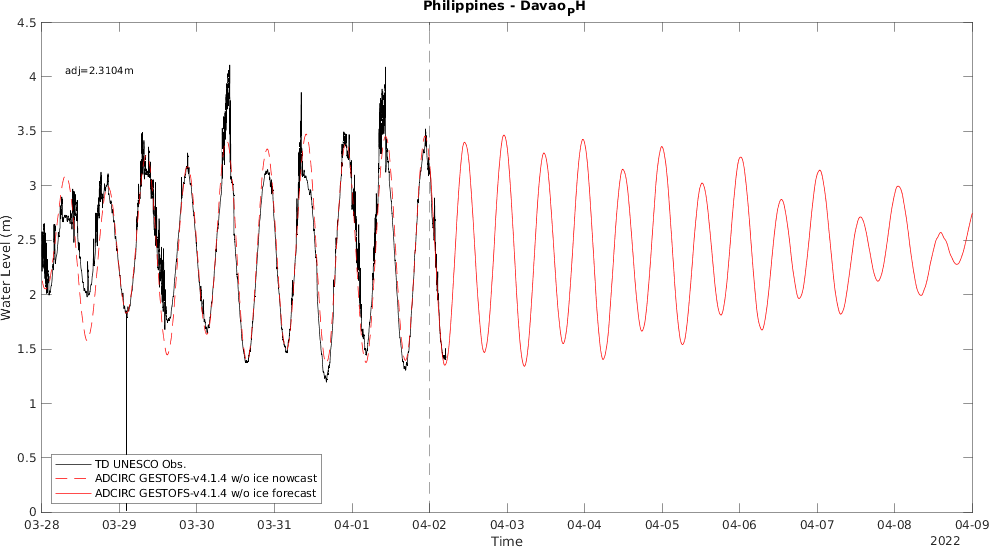 Philippines - Davao_pH
4.5
4
3.5
3
2.5
2
1.5
1
0.5
0
Water Level (m)
adj=2.3104m
TD UNESCO Obs.
ADCIRC GESTOFS-v4.1.4 w/o ice nowcast
ADCIRC GESTOFS-v4.1.4 w/o ice forecast
03-28 03-29 03-30 03-31 04-01 04-02 04-03 04-04 04-05 04-06 04-07 04-08 04-09
Time
2022